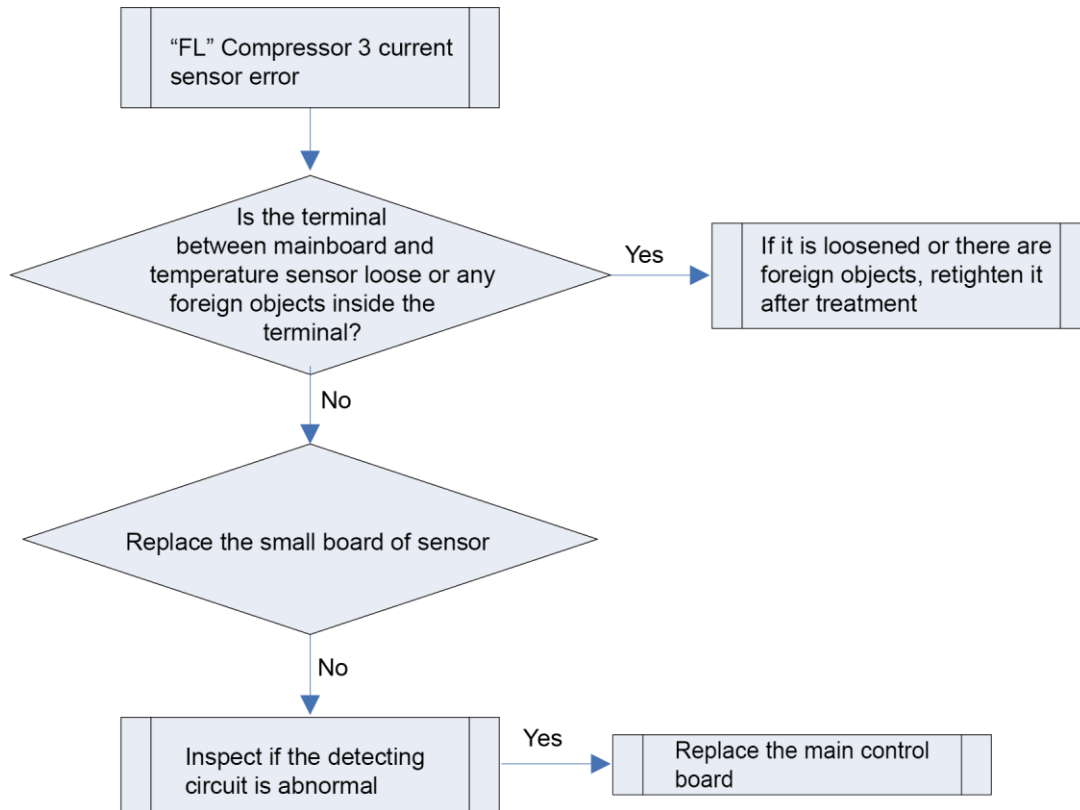 “FL” Compressor 3 current
sensor error
Is the terminal
between mainboard and
temperature sensor loose or any
foreign objects inside the
terminal?
Yes
If it is loosened or there are
foreign objects, retighten it
after treatment
No
Replace the small board of sensor
No
Inspect if the detecting
circuit is abnormal
Yes
Replace the main control
board